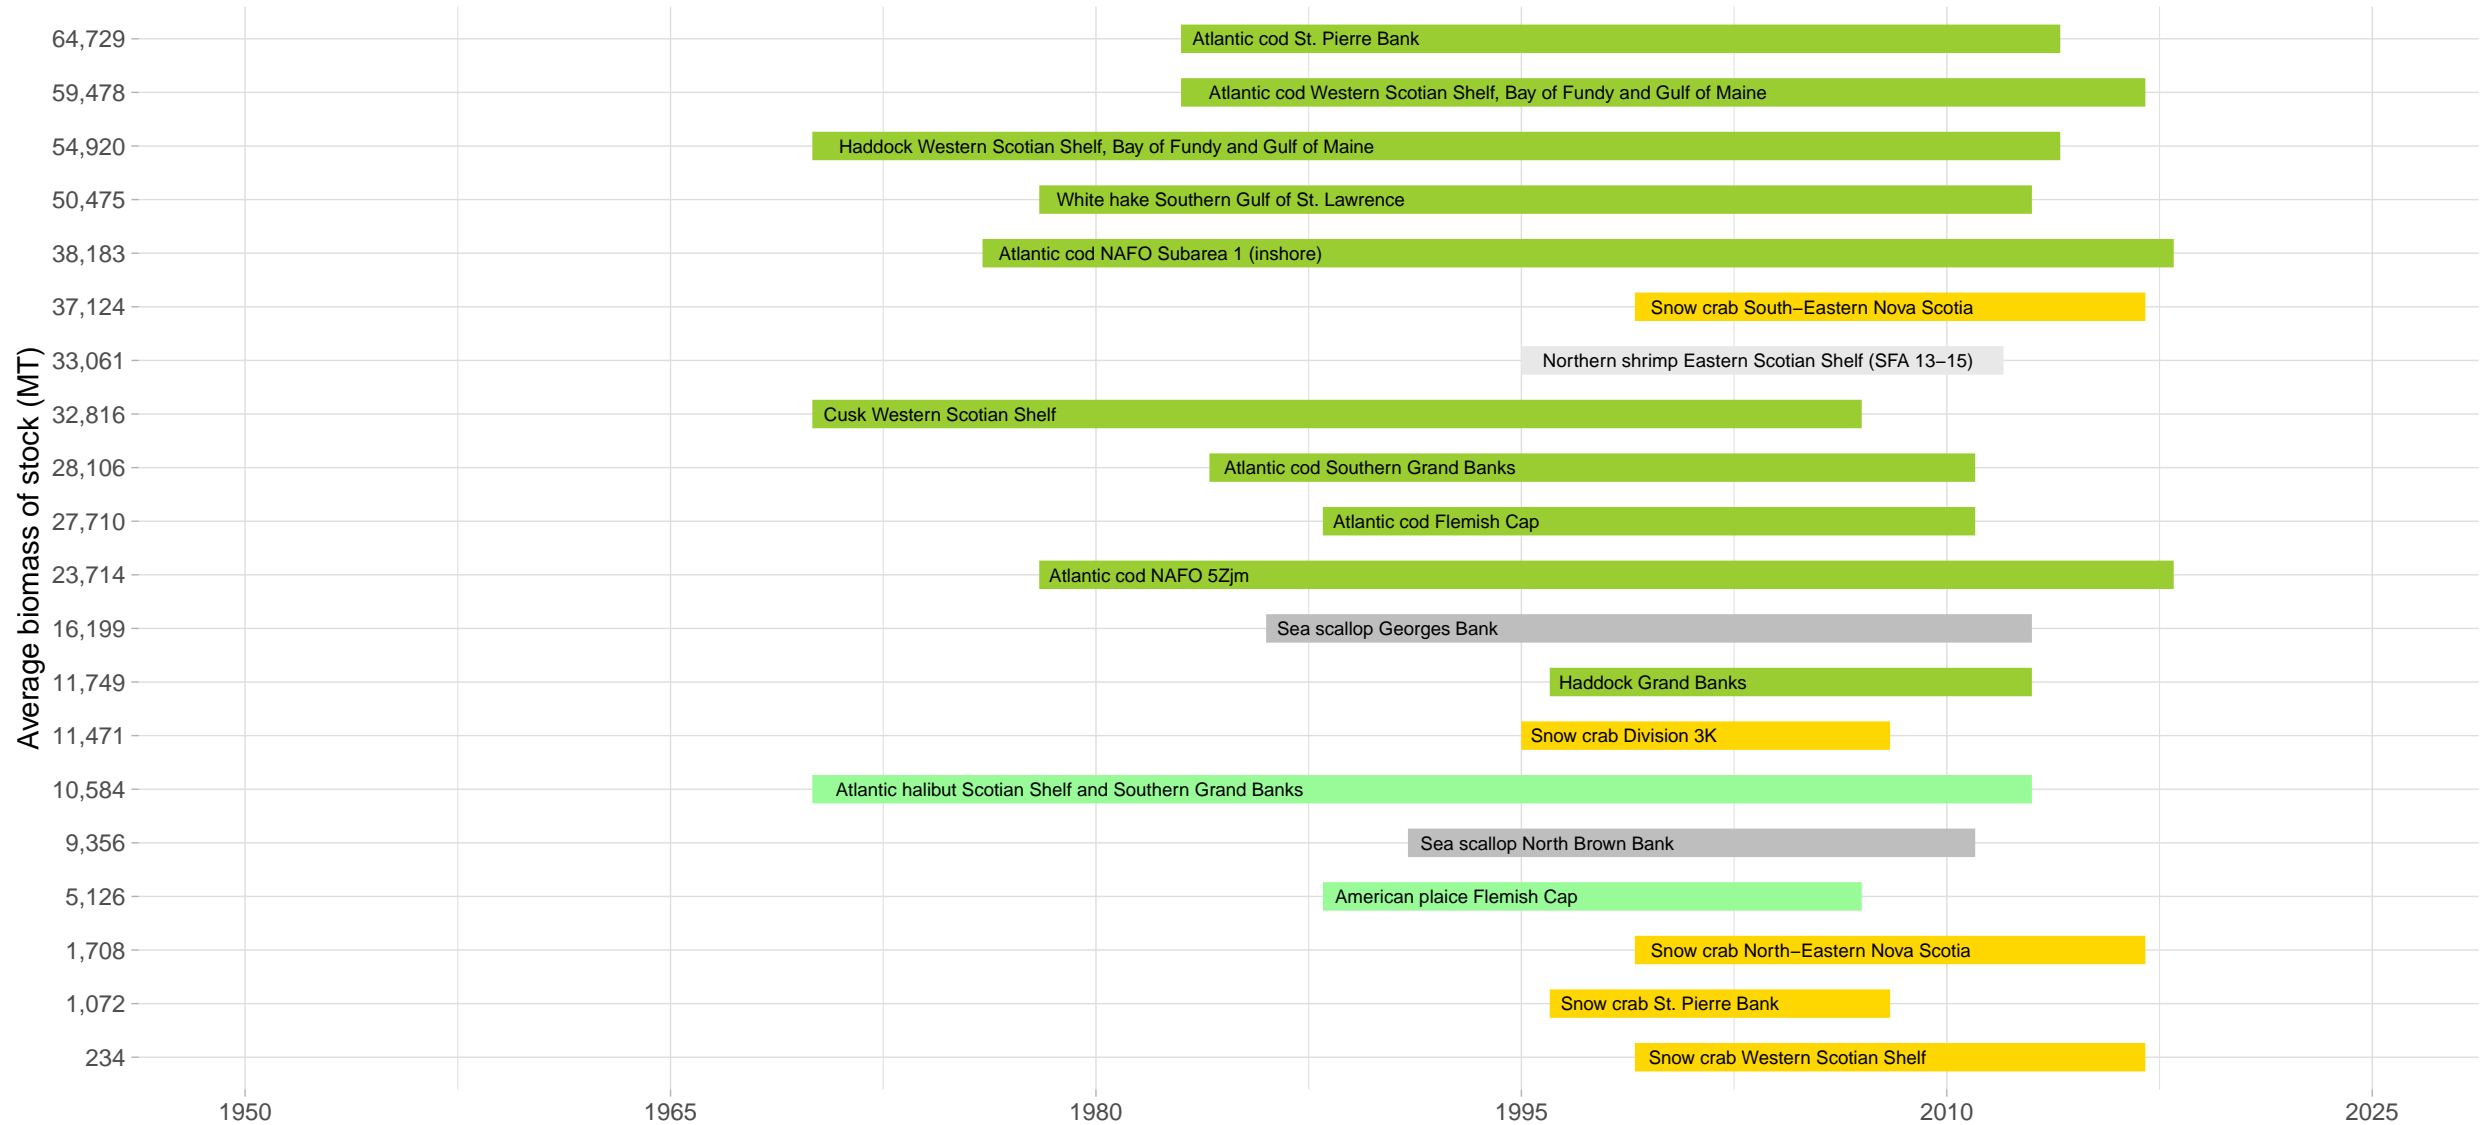 64,729 Atlantic cod St. Pierre Bank
59,478 Atlantic cod Western Scotian Shelf, Bay of Fundy and Gulf of Maine
54,920 Haddock Western Scotian Shelf, Bay of Fundy and Gulf of Maine
50,475 White hake Southern Gulf of St. Lawrence
38,183 Atlantic cod NAFO Subarea 1 (inshore)
37,124 Snow crab South−Eastern Nova Scotia
33,061 Northern shrimp Eastern Scotian Shelf (SFA 13−15)
32,816 Cusk Western Scotian Shelf
28,106 Atlantic cod Southern Grand Banks
27,710 Atlantic cod Flemish Cap
23,714 Atlantic cod NAFO 5Zjm
16,199 Sea scallop Georges Bank
11,749 Haddock Grand Banks
11,471 Snow crab Division 3K
10,584 Atlantic halibut Scotian Shelf and Southern Grand Banks
9,356 Sea scallop North Brown Bank
5,126 American plaice Flemish Cap
1,708 Snow crab North−Eastern Nova Scotia
1,072 Snow crab St. Pierre Bank
234 Snow crab Western Scotian Shelf
Average biomass of stock (MT)
1950 1965 1980 1995 2010 2025